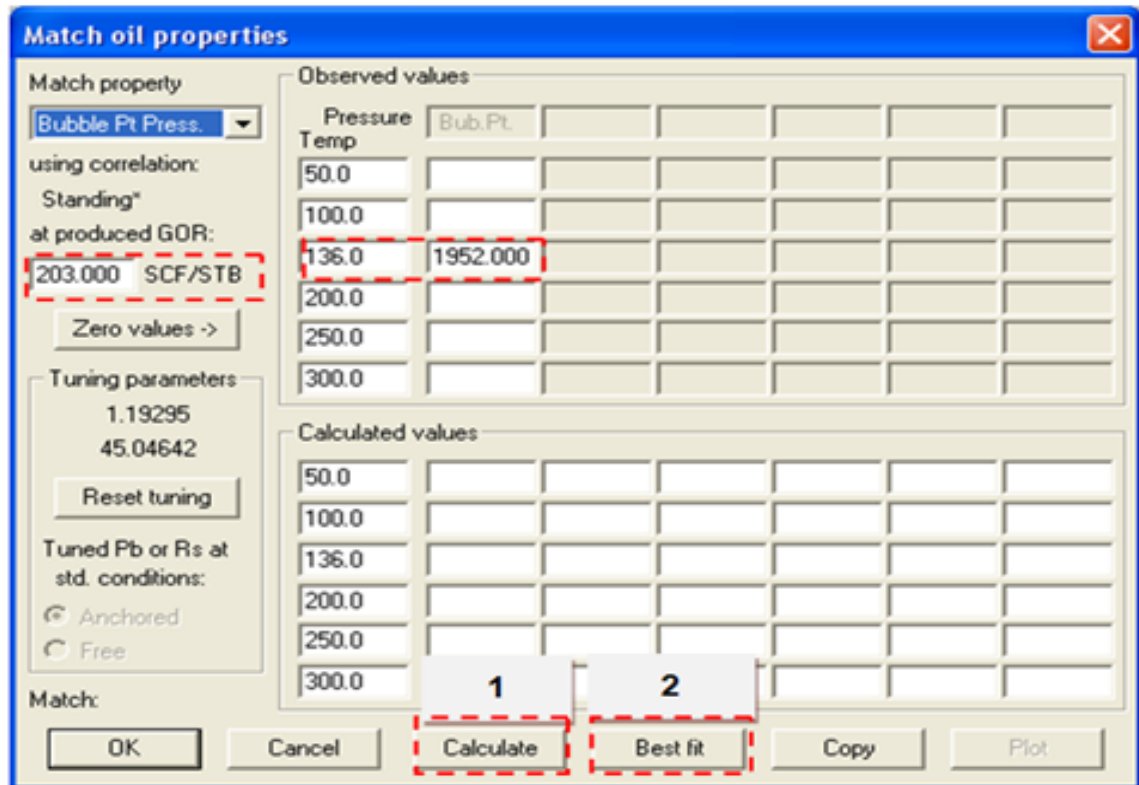 Match oil properties
Match property
Bubble Pt Press.
using correlation:
Standing*
at produced GOR:
203.000 SCF/STB
Zero values ->
Tuning parameters
1.19295
45.04642
Reset tuning
Tuned Pb or Rs at
std. conditions:
Anchored
Free
Match:
Observed values
Pressure Bub.Pt.
Temp
50.0
100.0
136.0 1952.000
200.0
250.0
300.0
Calculated values
50.0
100.0
136.0
200.0
250.0
300.0
1 2
OK Cancel Calculate Best fit Copy Plot